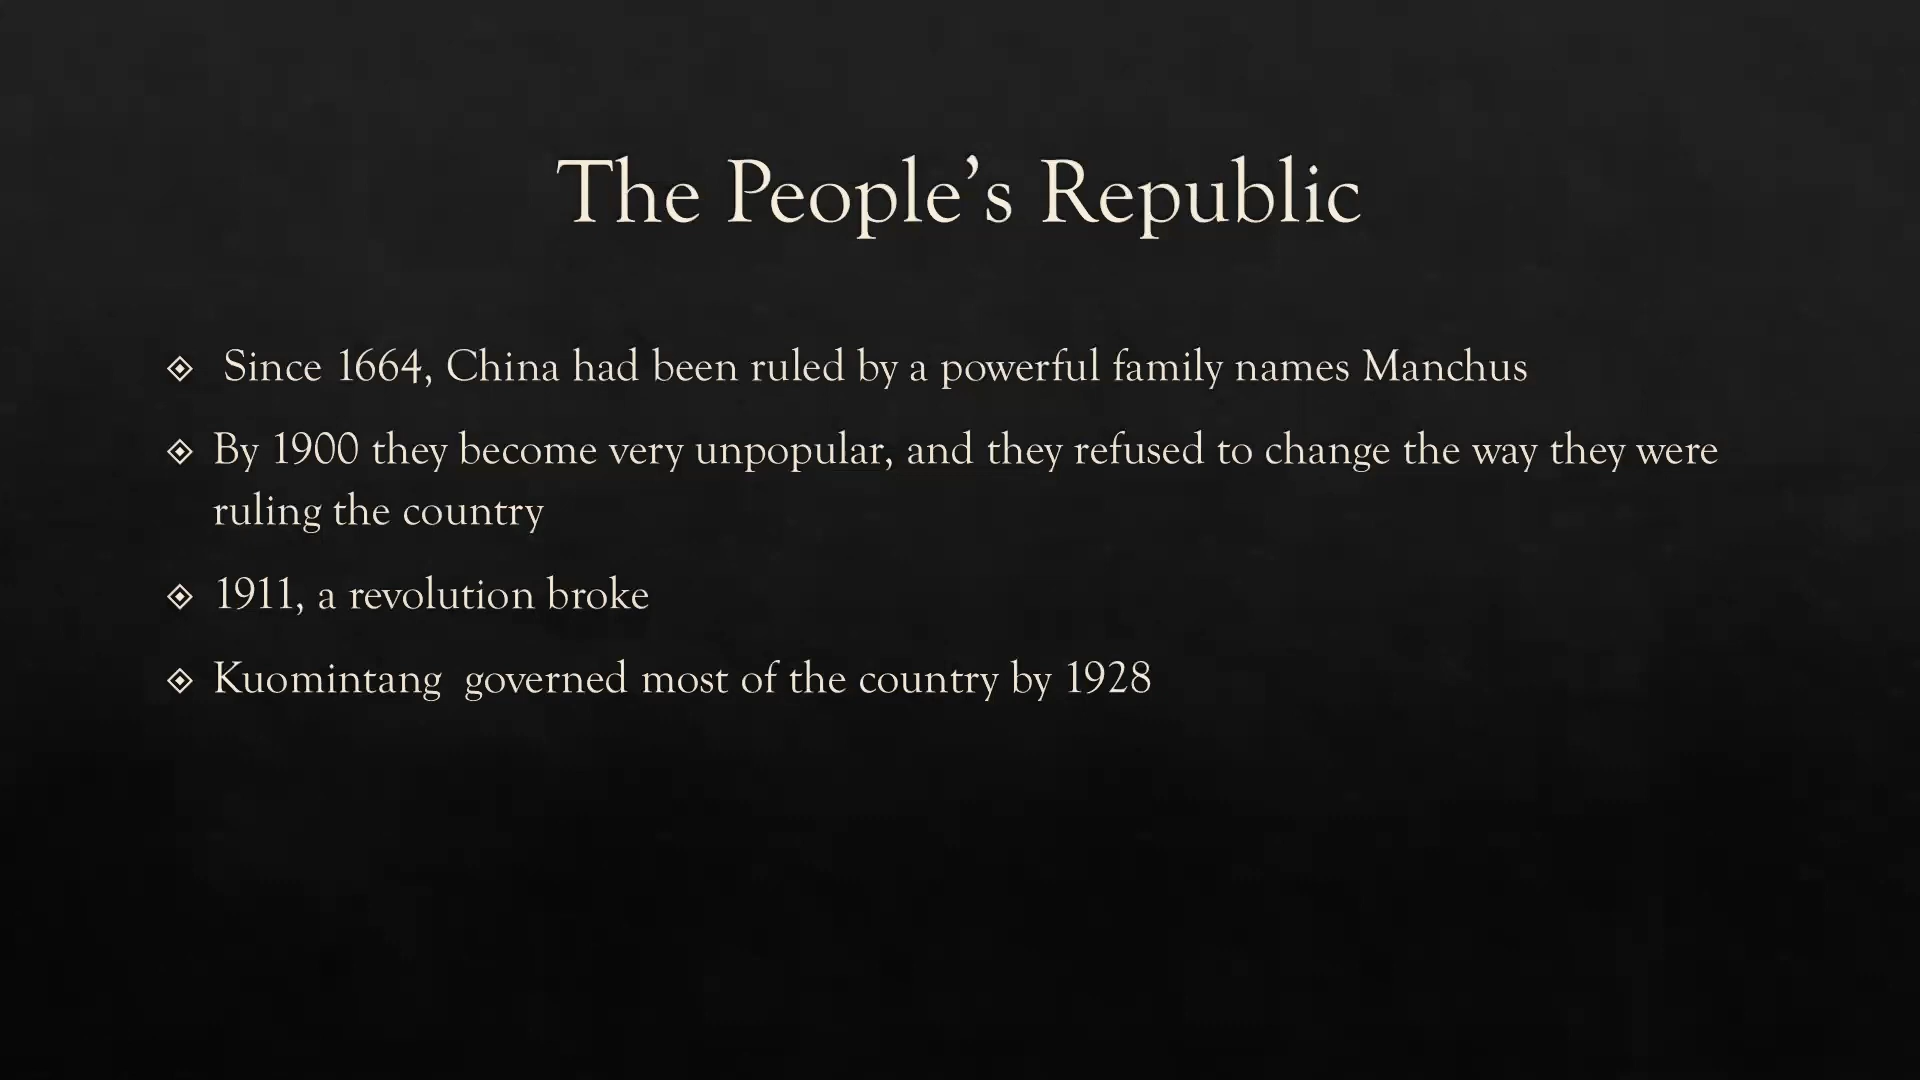 The People’s Republic
Since 1664, China had been ruled by a powerful family names Manchus
By 1900 they become very unpopular, and they refused to change the way they were
ruling the country
1911, a revolution broke
Kuomintang  governed most of the country by 1928